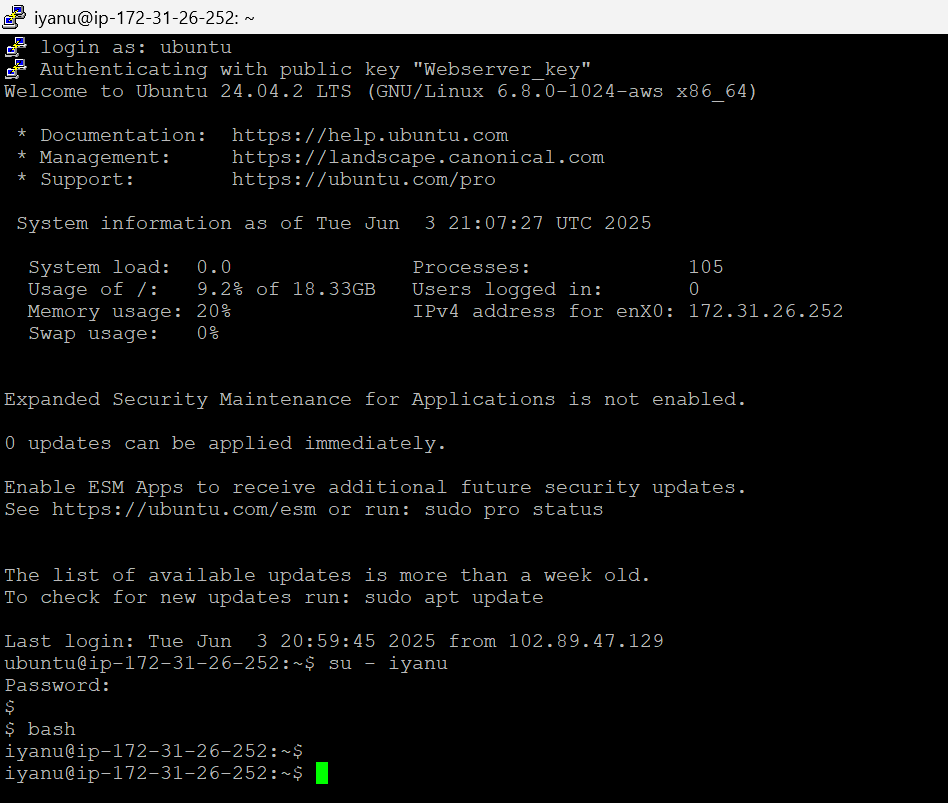 iyanu@ip-172-31-26-252: ~
login as: ubuntu
Authenticating with public key "Webserver_key"
Welcome to Ubuntu 24.04.2 LTS (GNU/Linux 6.8.0-1024-aws x86_64)
* Documentation:  https://help.ubuntu.com
* Management:     https://landscape.canonical.com
* Support:        https://ubuntu.com/pro
System information as of Tue Jun  3 21:07:27 UTC 2025
System load:  0.0               Processes:             105
Usage of /:   9.2% of 18.33GB   Users logged in:       0
Memory usage: 20%               IPv4 address for enX0: 172.31.26.252
Swap usage:   0%
Expanded Security Maintenance for Applications is not enabled.
0 updates can be applied immediately.
Enable ESM Apps to receive additional future security updates.
See https://ubuntu.com/esm or run: sudo pro status
The list of available updates is more than a week old.
To check for new updates run: sudo apt update
Last login: Tue Jun  3 20:59:45 2025 from 102.89.47.129
ubuntu@ip-172-31-26-252:~$ su - iyanu
Password:
$
$ bash
iyanu@ip-172-31-26-252:~$
iyanu@ip-172-31-26-252:~$